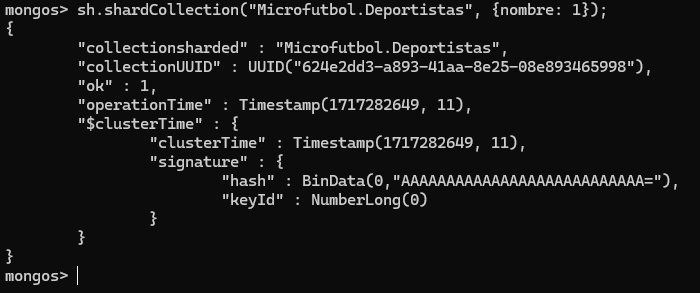 mongos> sh.shardCollection("Microfutbol.Deportistas", {nombre: 1});
{
        "collectionsharded" : "Microfutbol.Deportistas",
        "collectionUUID" : UUID("624e2dd3-a893-41aa-8e25-08e893465998"),
        "ok" : 1,
        "operationTime" : Timestamp(1717282649, 11),
        "$clusterTime" : {
                "clusterTime" : Timestamp(1717282649, 11),
                "signature" : {
                        "hash" : BinData(0,"AAAAAAAAAAAAAAAAAAAAAAAAAAA="),
                        "keyId" : NumberLong(0)
                }
        }
}
mongos>